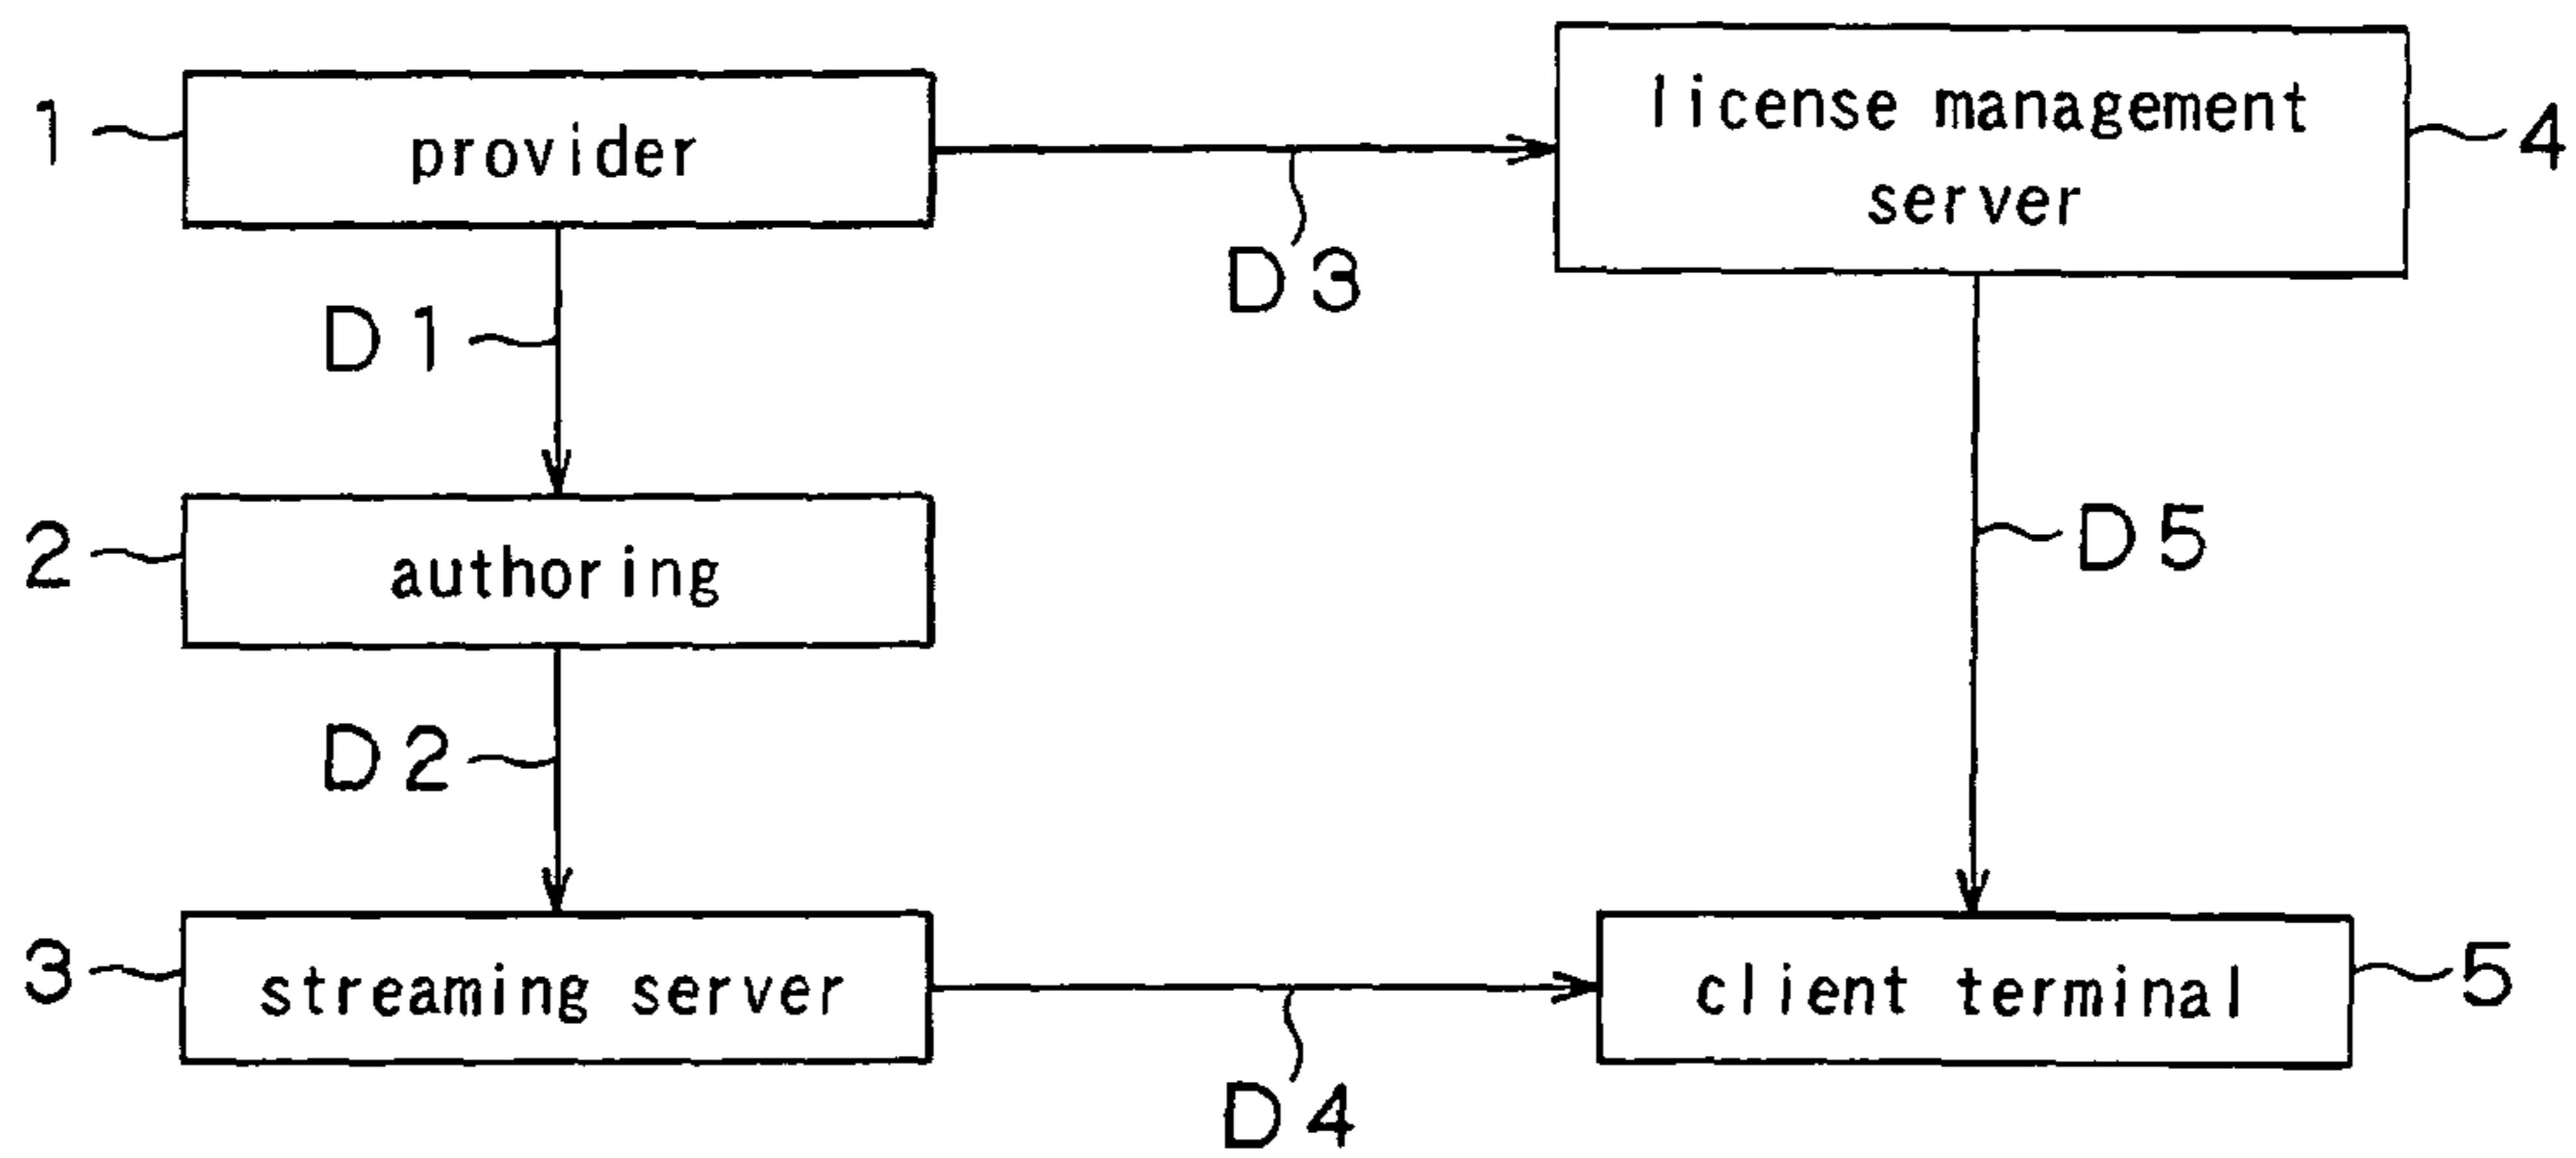 1
provider
license management
server
4
D3
D1
2
authoring
D5
D2
3
streaming server
client terminal
5
D4